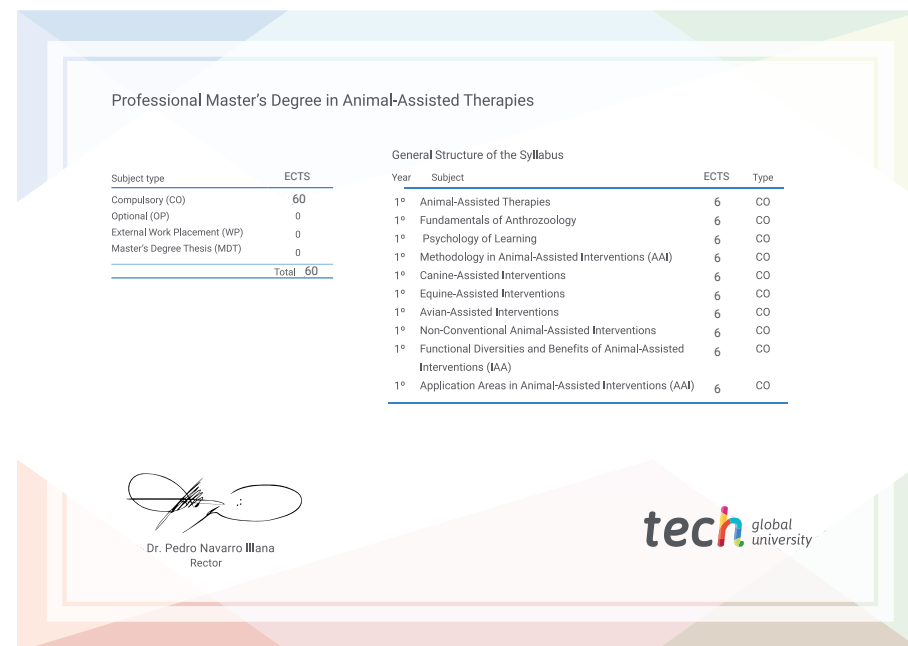 Professional Master's Degree in Animal-Assisted Therapies
Subject type ECTS
Compulsory (CO) 60
Optional (OP) 0
External Work Placement (WP) 0
Master's Degree Thesis (MDT) 0
Total 60
General Structure of the Syllabus
Year Subject ECTS Type
1º Animal-Assisted Therapies 6 CO
1º Fundamentals of Anthrozoology 6 CO
1º Psychology of Learning 6 CO
1º Methodology in Animal-Assisted Interventions (AAI) 6 CO
1º Canine-Assisted Interventions 6 CO
1º Equine-Assisted Interventions 6 CO
1º Avian-Assisted Interventions 6 CO
1º Non-Conventional Animal-Assisted Interventions 6 CO
1º Functional Diversities and Benefits of Animal-Assisted 6 CO
Interventions (IAA)
1º Application Areas in Animal-Assisted Interventions (AAI) 6 CO
Dr. Pedro Navarro Illana
Rector
tech global
university